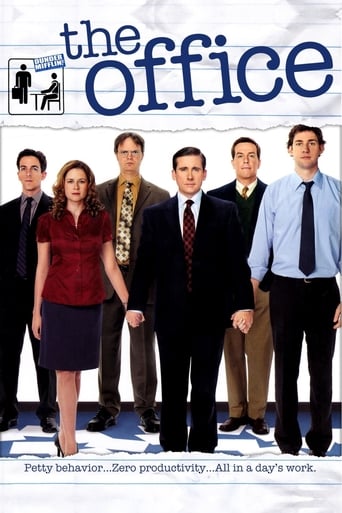 the
office
DUNDER
MIFFLIN!
Petty behavior...Zero productivity...All in a day's work.